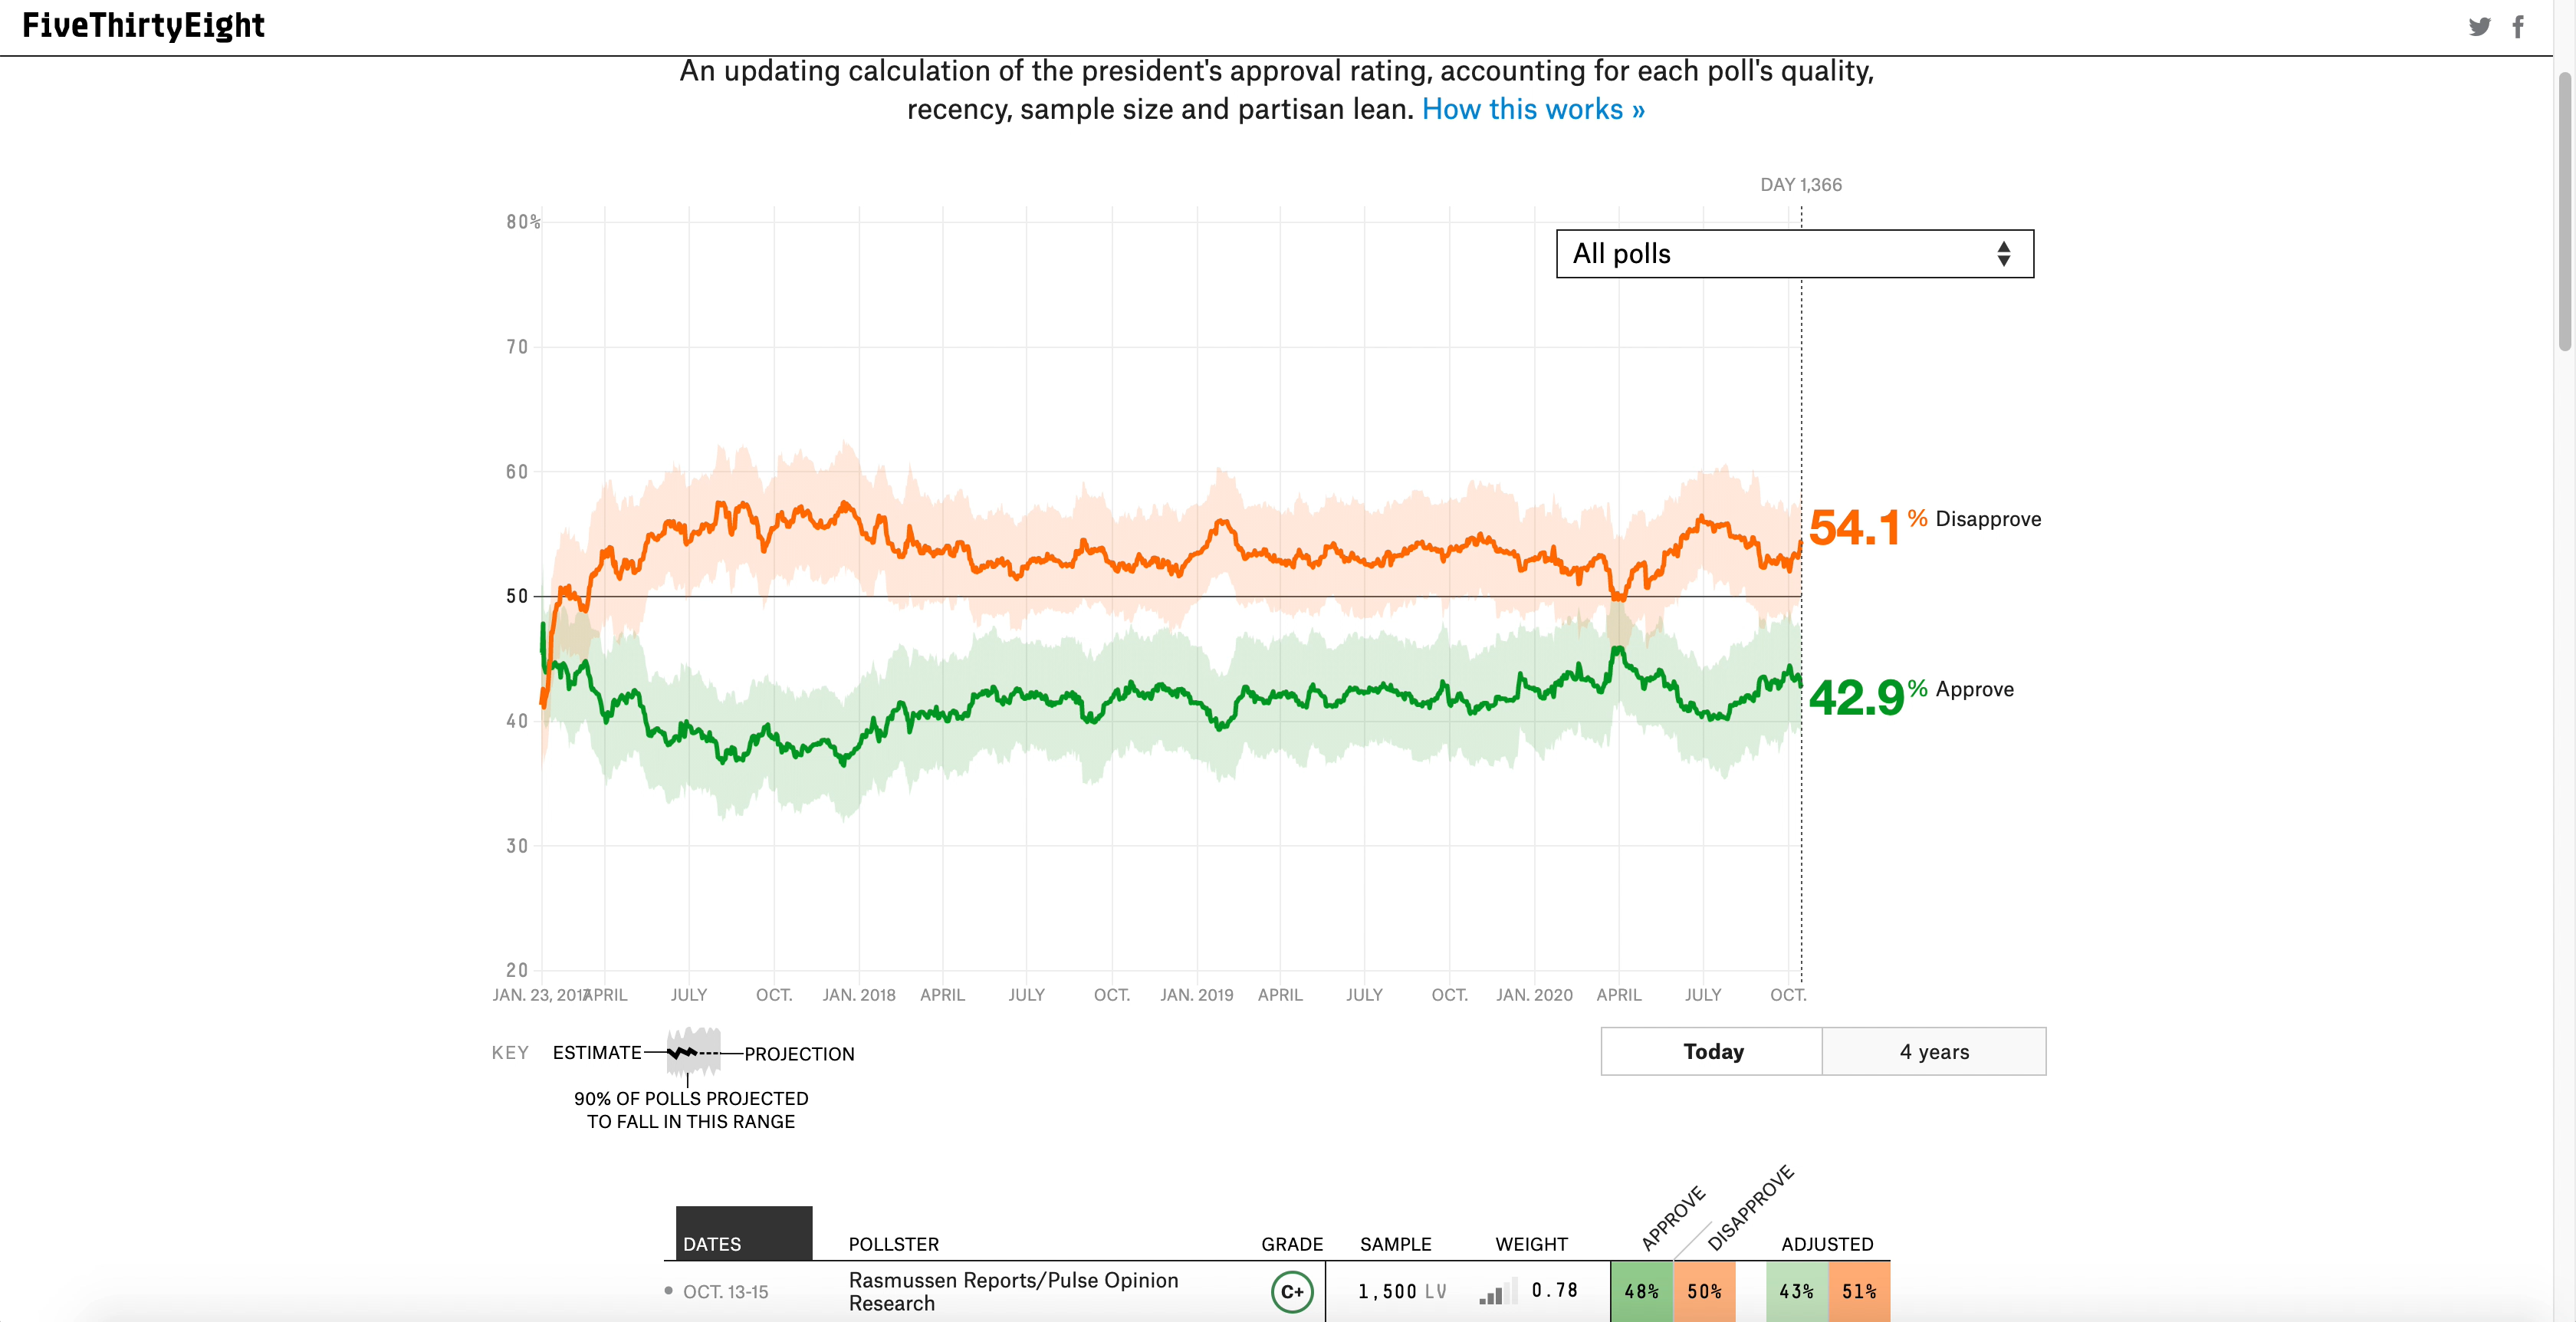 FiveThirtyEight
An updating calculation of the president's approval rating, accounting for each poll's quality,
recency, sample size and partisan lean. How this works »
DAY 1,366
All polls
80%
70
60
50
40
30
20
54.1% Disapprove
42.9% Approve
JAN. 23, 2017 APRIL JULY OCT. JAN. 2018 APRIL JULY OCT. JAN. 2019 APRIL JULY OCT. JAN. 2020 APRIL JULY OCT.
KEY ESTIMATE PROJECTION
90% OF POLLS PROJECTED
TO FALL IN THIS RANGE
Today 4 years
APPROVE
DISAPPROVE
DATES POLLSTER GRADE SAMPLE WEIGHT ADJUSTED
• OCT. 13-15 Rasmussen Reports/Pulse Opinion
Research
C+ 1,500 LV 0.78 48% 50% 43% 51%